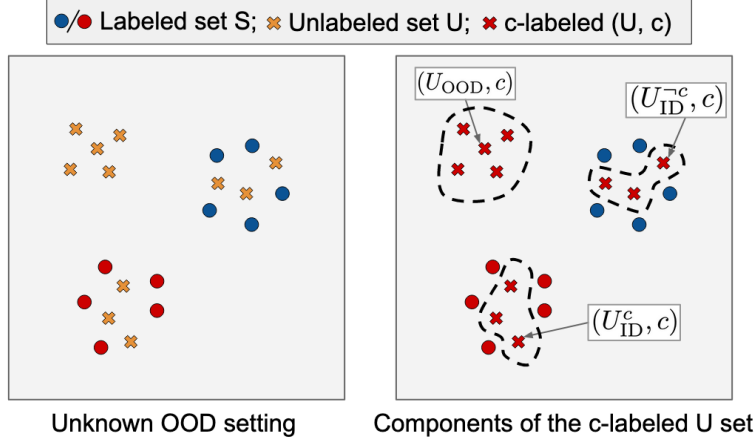 Labeled set S; Unlabeled set U; c-labeled (U, c)
(U_OOD, c)
(U_ID^¬c, c)
(U_ID^c, c)
Unknown OOD setting
Components of the c-labeled U set